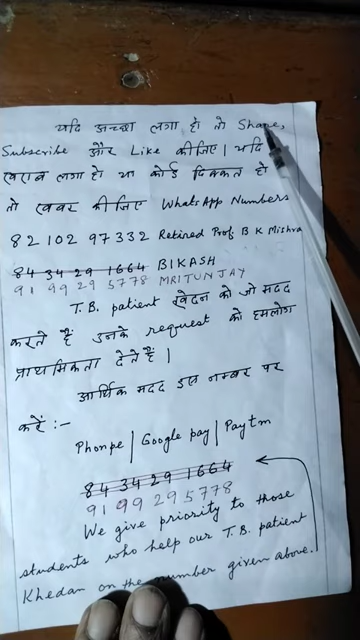 यदि अच्छा लगा हो तो Share,
Subscribe और Like कीजिए। यदि
खराब लगा हो या कोई दिक्कत हो
तो खबर कीजिए WhatsApp Numbers
82 102 97332 Retired Prof B K Mishra
84 34 29 1664 BIKASH
91 99 29 5778 MRITUNJAY
T.B. patient खेदन को जो मदद
करते हैं उनके request को हमलोग
प्राथमिकता देते हैं।
आर्थिक मदद इस नम्बर पर
करें :-
Phonpe | Google pay | Paytm
84 34 29 1664
91 99 29 5778
We give priority to those
students who help our T.B. patient
Khedan on the number given above.